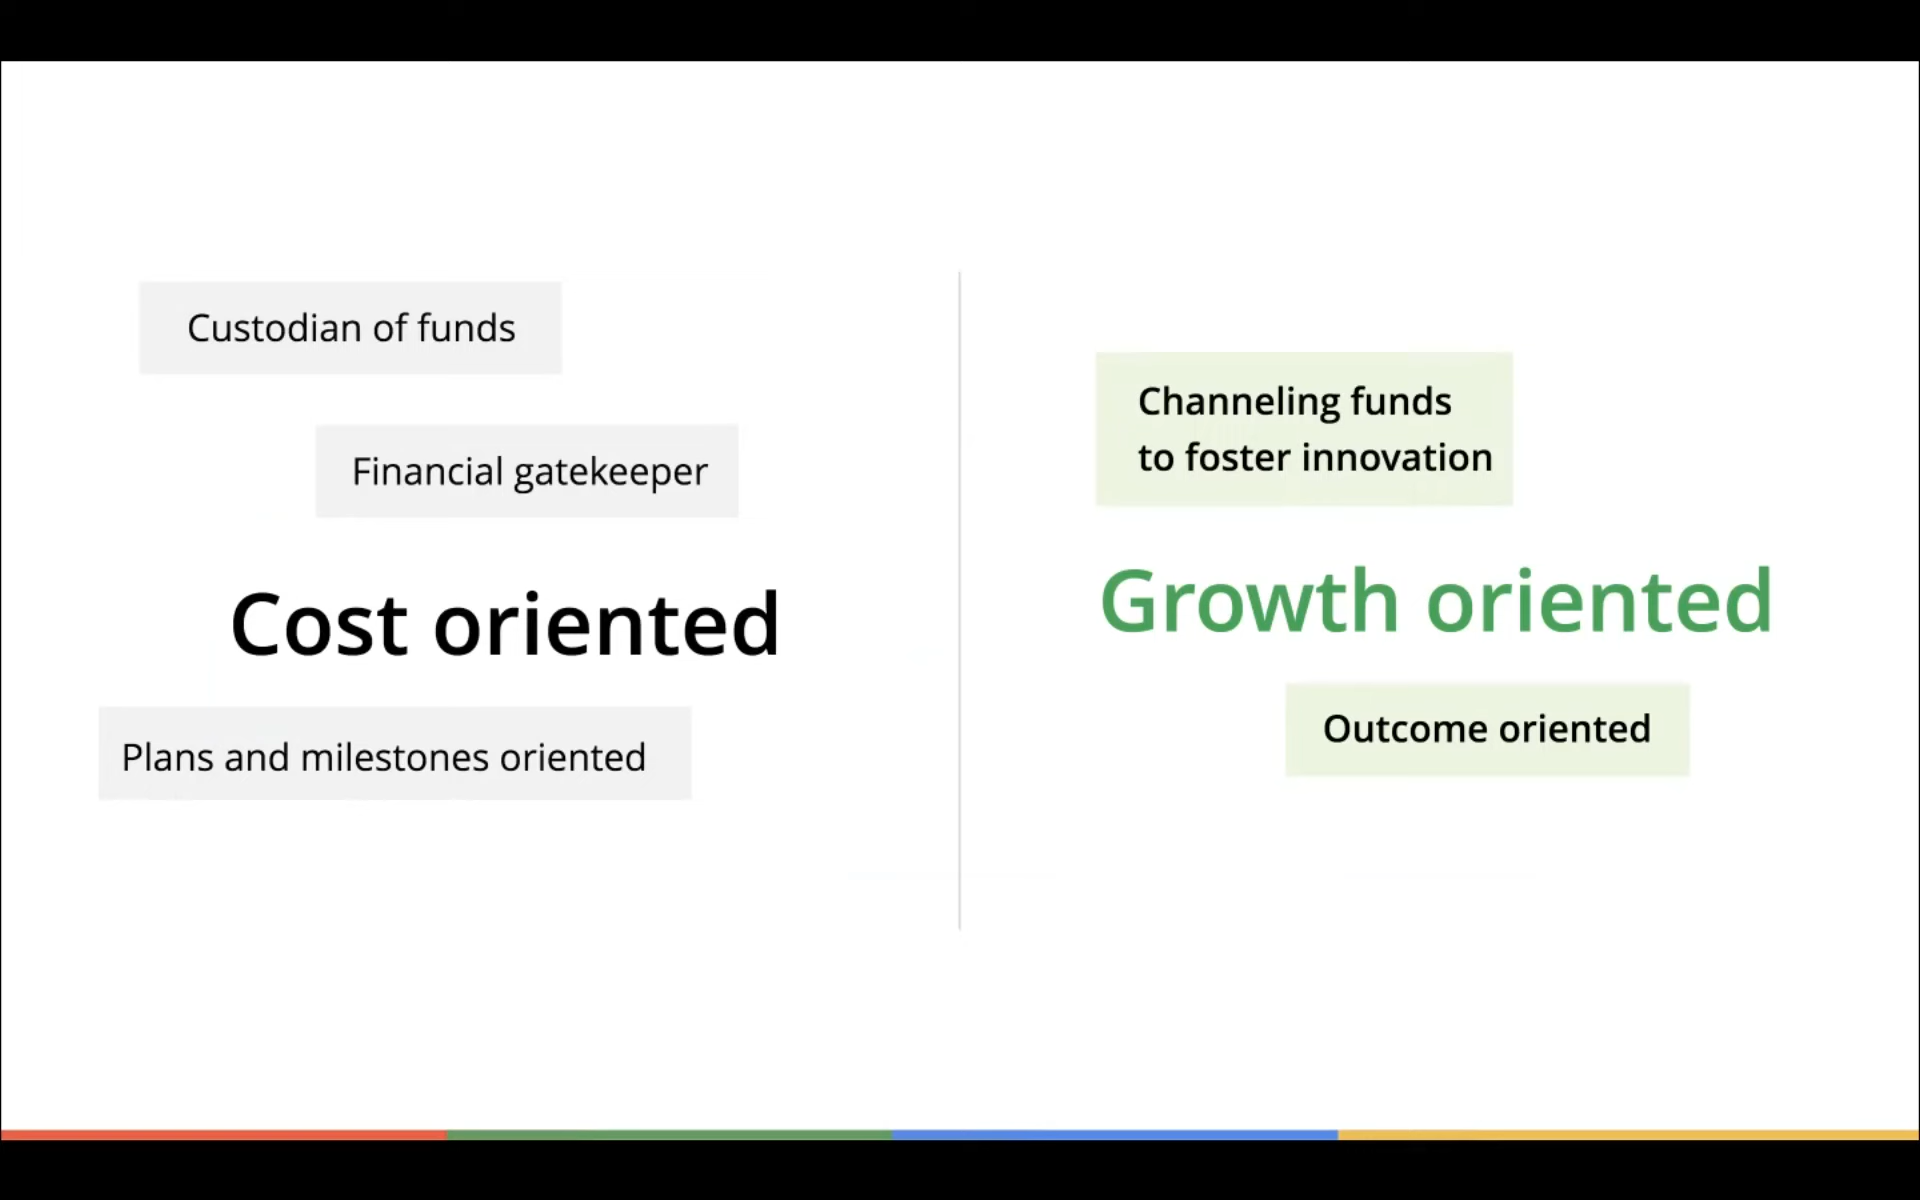 Custodian of funds
Financial gatekeeper
Cost oriented
Plans and milestones oriented
Channeling funds
to foster innovation
Growth oriented
Outcome oriented